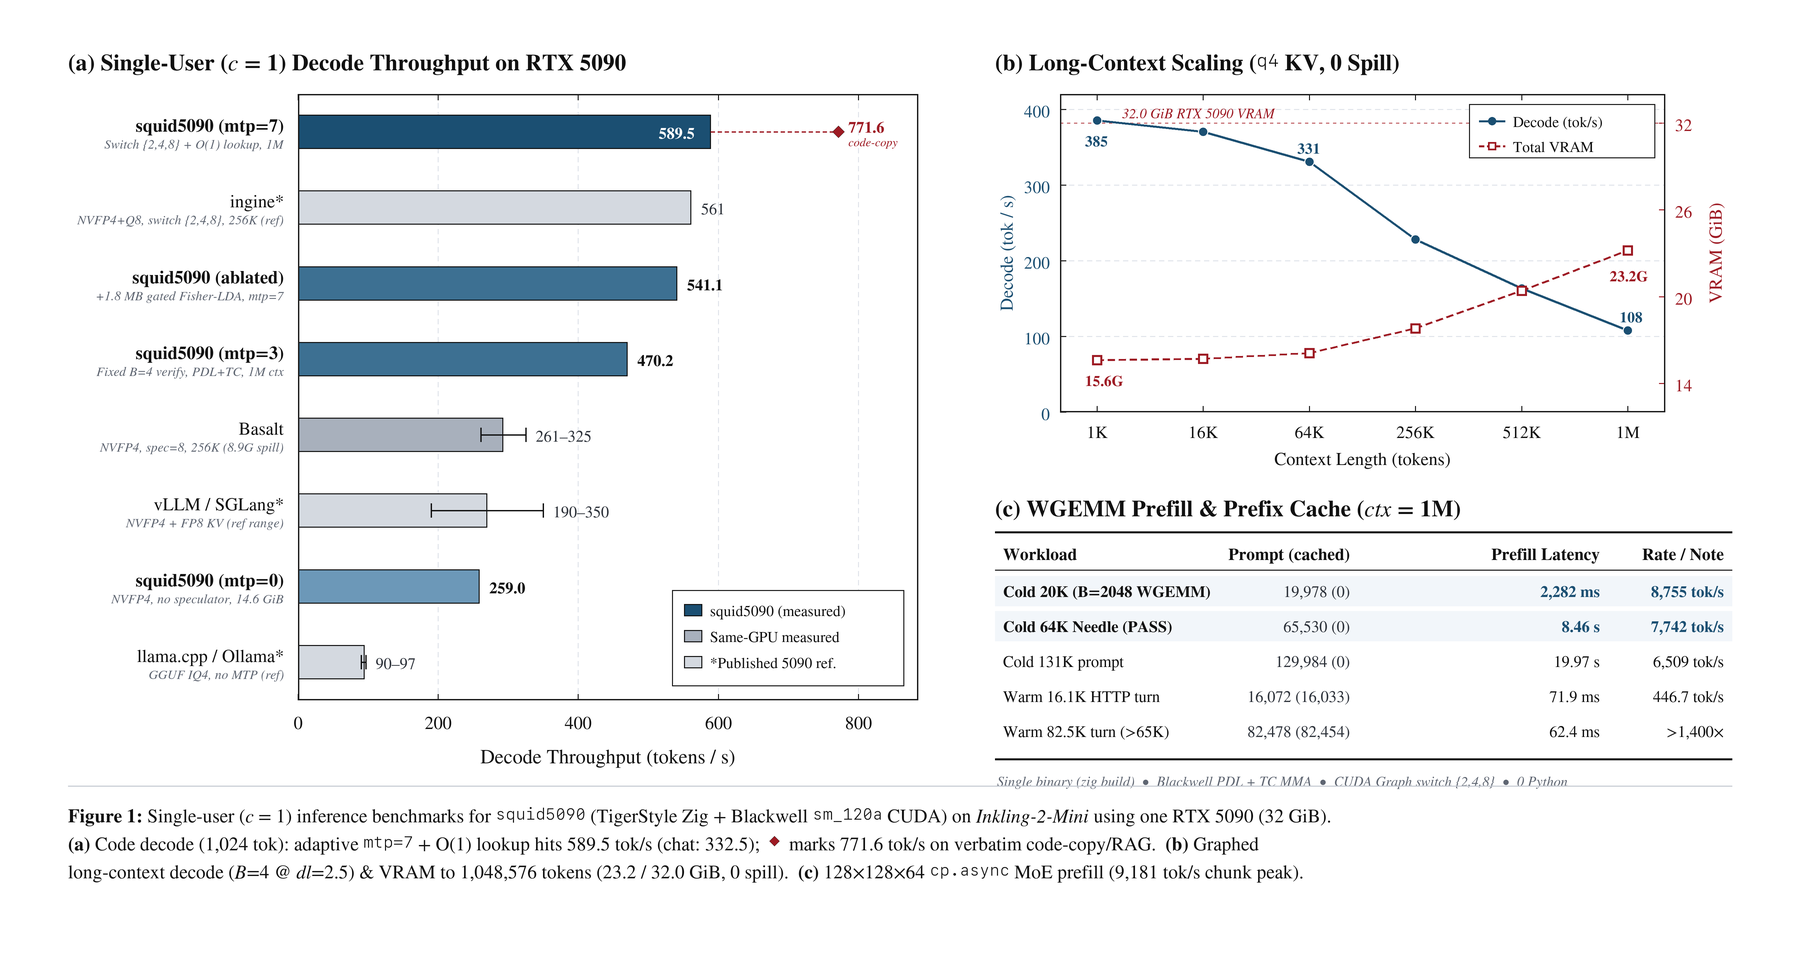 (a) Single-User (c = 1) Decode Throughput on RTX 5090
squid5090 (mtp=7)
Switch {2,4,8} + O(1) lookup, 1M
589.5
771.6
code-copy
ingine*
NVFP4+Q8, switch {2,4,8}, 256K (ref)
561
squid5090 (ablated)
+1.8 MB gated Fisher-LDA, mtp=7
541.1
squid5090 (mtp=3)
Fixed B=4 verify, PDL+TC, 1M ctx
470.2
Basalt
NVFP4, spec=8, 256K (8.9G spill)
261–325
vLLM / SGLang*
NVFP4 + FP8 KV (ref range)
190–350
squid5090 (mtp=0)
NVFP4, no speculator, 14.6 GiB
259.0
llama.cpp / Ollama*
GGUF IQ4, no MTP (ref)
90–97
squid5090 (measured)
Same-GPU measured
*Published 5090 ref.
0 200 400 600 800
Decode Throughput (tokens / s)
(b) Long-Context Scaling (q4 KV, 0 Spill)
32.0 GiB RTX 5090 VRAM
Decode (tok/s)
Total VRAM
400
300
200
100
0
Decode (tok / s)
385
331
108
15.6G
23.2G
32
26
20
14
VRAM (GiB)
1K 16K 64K 256K 512K 1M
Context Length (tokens)
(c) WGEMM Prefill & Prefix Cache (ctx = 1M)
Workload Prompt (cached) Prefill Latency Rate / Note
Cold 20K (B=2048 WGEMM) 19,978 (0) 2,282 ms 8,755 tok/s
Cold 64K Needle (PASS) 65,530 (0) 8.46 s 7,742 tok/s
Cold 131K prompt 129,984 (0) 19.97 s 6,509 tok/s
Warm 16.1K HTTP turn 16,072 (16,033) 71.9 ms 446.7 tok/s
Warm 82.5K turn (>65K) 82,478 (82,454) 62.4 ms >1,400×
Single binary (zig build) ● Blackwell PDL + TC MMA ● CUDA Graph switch {2,4,8} ● 0 Python
Figure 1: Single-user (c = 1) inference benchmarks for squid5090 (TigerStyle Zig + Blackwell sm_120a CUDA) on Inkling-2-Mini using one RTX 5090 (32 GiB).
(a) Code decode (1,024 tok): adaptive mtp=7 + O(1) lookup hits 589.5 tok/s (chat: 332.5); ◆ marks 771.6 tok/s on verbatim code-copy/RAG. (b) Graphed
long-context decode (B=4 @ dl=2.5) & VRAM to 1,048,576 tokens (23.2 / 32.0 GiB, 0 spill). (c) 128×128×64 cp.async MoE prefill (9,181 tok/s chunk peak).